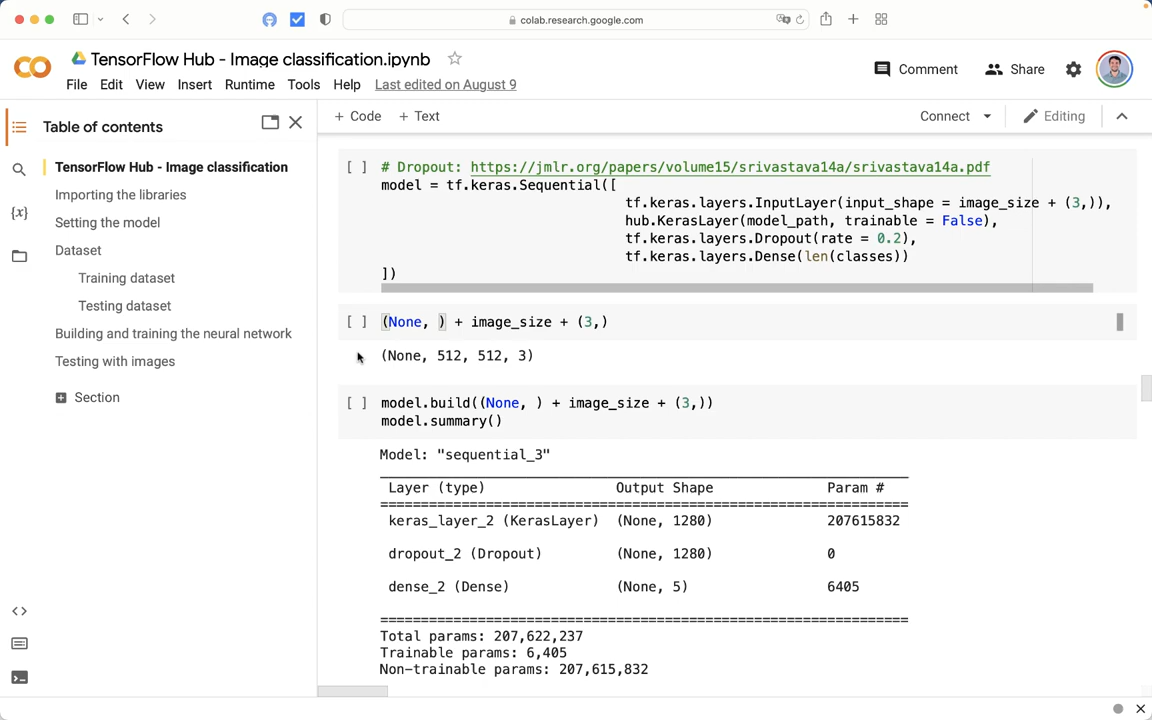 colab.research.google.com
TensorFlow Hub - Image classification.ipynb
File Edit View Insert Runtime Tools Help Last edited on August 9
Comment Share
Table of contents
+ Code + Text
Connect Editing
TensorFlow Hub - Image classification
Importing the libraries
Setting the model
Dataset
Training dataset
Testing dataset
Building and training the neural network
Testing with images
Section
{x}
[ ] # Dropout: https://jmlr.org/papers/volume15/srivastava14a/srivastava14a.pdf
model = tf.keras.Sequential([
tf.keras.layers.InputLayer(input_shape = image_size + (3,)),
hub.KerasLayer(model_path, trainable = False),
tf.keras.layers.Dropout(rate = 0.2),
tf.keras.layers.Dense(len(classes))
])
[ ] (None, ) + image_size + (3,)
(None, 512, 512, 3)
[ ] model.build((None, ) + image_size + (3,))
model.summary()
Model: "sequential_3"
Layer (type) Output Shape Param #
=================================================================
keras_layer_2 (KerasLayer) (None, 1280) 207615832
dropout_2 (Dropout) (None, 1280) 0
dense_2 (Dense) (None, 5) 6405
=================================================================
Total params: 207,622,237
Trainable params: 6,405
Non-trainable params: 207,615,832